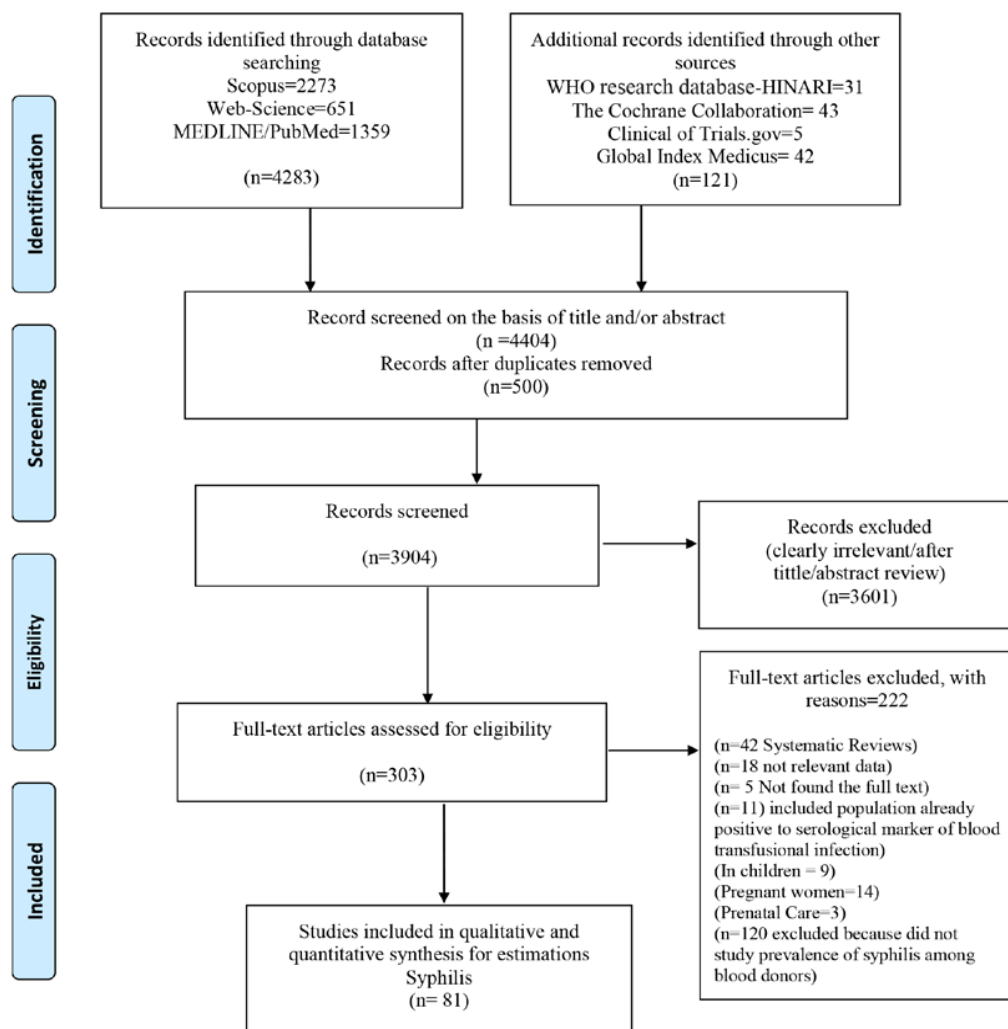 Records identified through database
searching
Scopus=2273
Web-Science=651
MEDLINE/PubMed=1359
(n=4283)
Additional records identified through other
sources
WHO research database-HINARI=31
The Cochrane Collaboration= 43
Clinical of Trials.gov=5
Global Index Medicus= 42
(n=121)
Identification
Record screened on the basis of title and/or abstract
(n =4404)
Records after duplicates removed
(n=500)
Screening
Records screened
(n=3904)
Records excluded
(clearly irrelevant/after
tittle/abstract review)
(n=3601)
Eligibility
Full-text articles assessed for eligibility
(n=303)
Full-text articles excluded, with
reasons=222
(n=42 Systematic Reviews)
(n=18 not relevant data)
(n= 5 Not found the full text)
(n=11) included population already
positive to serological marker of blood
transfusional infection)
(In children = 9)
(Pregnant women=14)
(Prenatal Care=3)
(n=120 excluded because did not
study prevalence of syphilis among
blood donors)
Included
Studies included in qualitative and
quantitative synthesis for estimations
Syphilis
(n= 81)